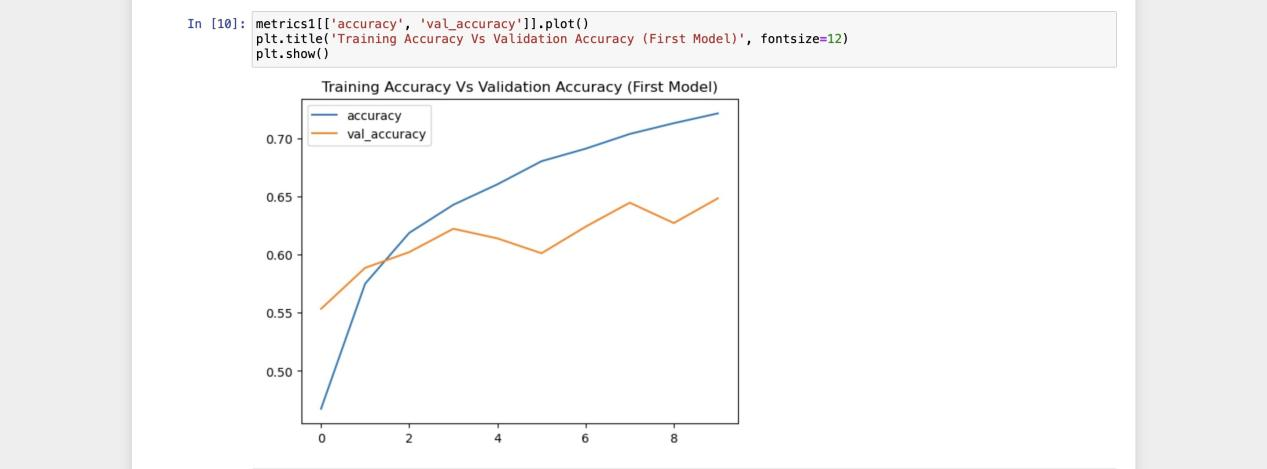 In [10]: metrics1[['accuracy', 'val_accuracy']].plot()
plt.title('Training Accuracy Vs Validation Accuracy (First Model)', fontsize=12)
plt.show()
Training Accuracy Vs Validation Accuracy (First Model)
accuracy
val_accuracy
0.70
0.65
0.60
0.55
0.50
0 2 4 6 8